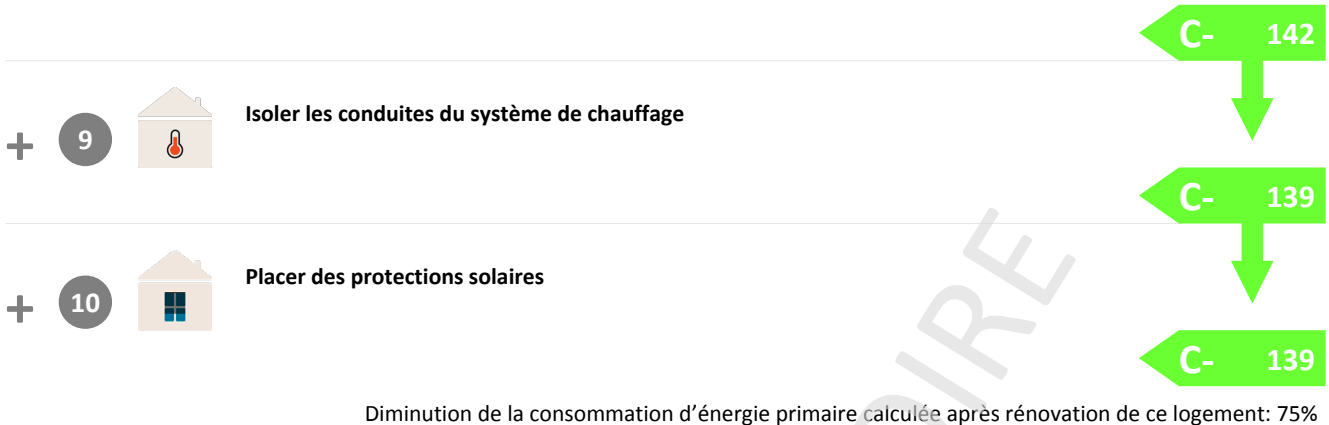 C- 142
+ 9 Isoler les conduites du système de chauffage
C- 139
+ 10 Placer des protections solaires
C- 139
Diminution de la consommation d’énergie primaire calculée après rénovation de ce logement: 75%
OIRE